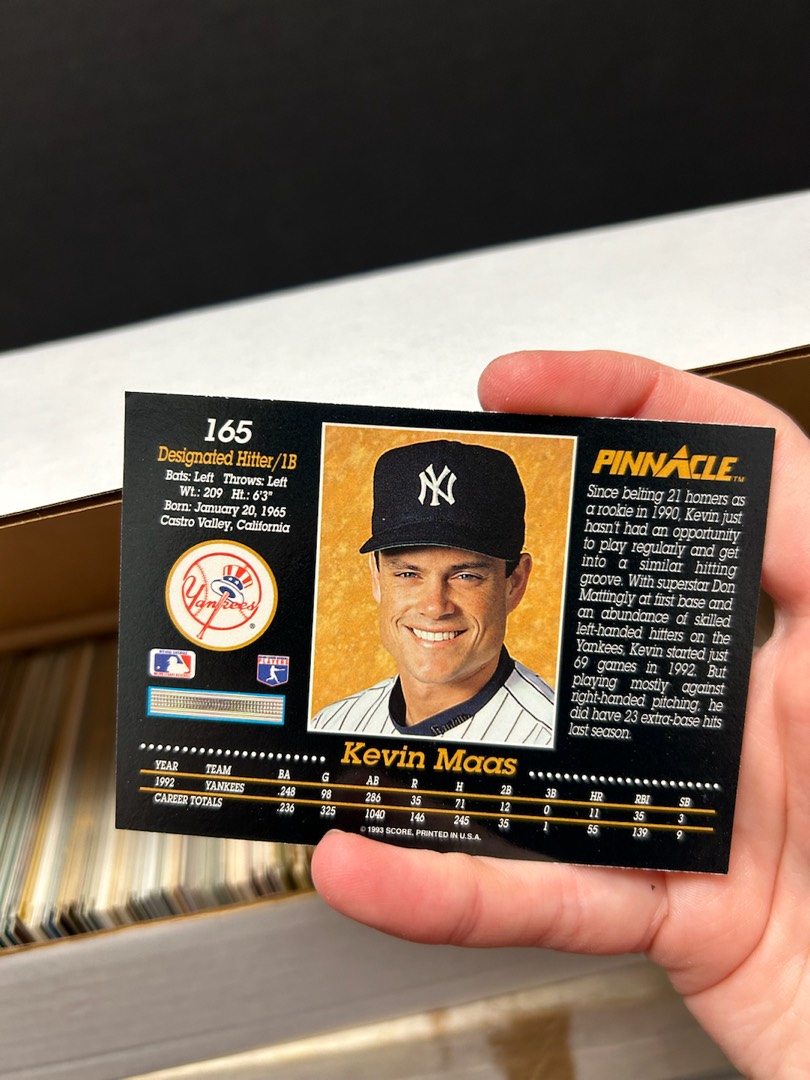 165
Designated Hitter/1B
Bats: Left Throws: Left
Wt.: 209 Ht.: 6'3"
Born: January 20, 1965
Castro Valley, California
Yankees
®
NY
PINNACLE™
Since belting 21 homers as
a rookie in 1990, Kevin just
hasn't had an opportunity
to play regularly and get
into a similar hitting
groove. With superstar Don
Mattingly at first base and
an abundance of skilled
left-handed hitters on the
Yankees, Kevin started just
69 games in 1992. But
playing mostly against
right-handed pitching, he
did have 23 extra-base hits
last season.
Kevin Maas
YEAR TEAM BA G AB R H 2B 3B HR RBI SB
1992 YANKEES .248 98 286 35 71 12 0 11 35 3
CAREER TOTALS .236 325 1040 146 245 35 1 55 139 9
© 1993 SCORE, PRINTED IN U.S.A.